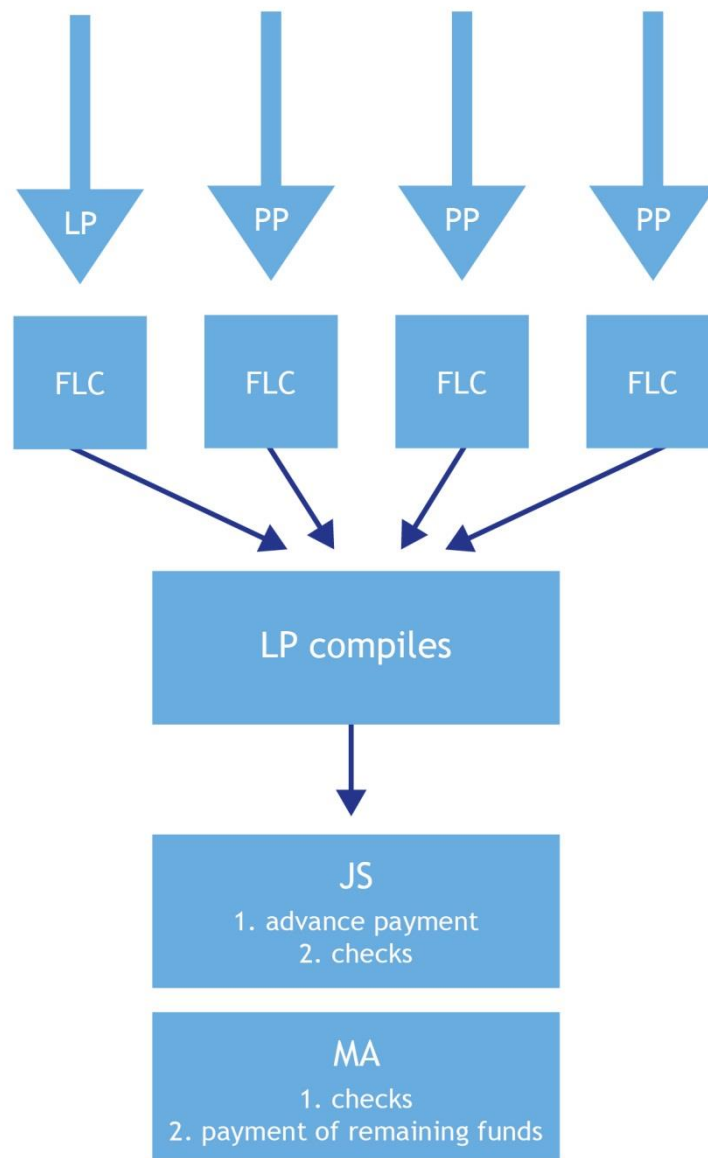 LP
PP
PP
PP
FLC
FLC
FLC
FLC
LP compiles
JS
1. advance payment
2. checks
MA
1. checks
2. payment of remaining funds